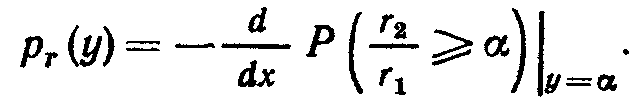 $p_r(y) = -\frac{d}{dx} P\left(\frac{r_2}{r_1} \geqslant \alpha\right)\Big|_{y=\alpha}.$